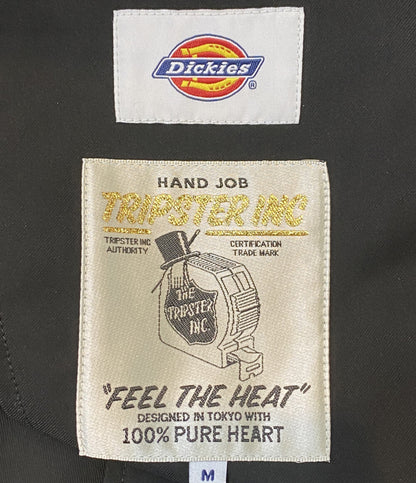 Dickies
®
HAND JOB
TRIPSTER INC
TRIPSTER INC
AUTHORITY
CERTIFICATION
TRADE MARK
THE
TRIPSTER
INC.
"FEEL THE HEAT"
DESIGNED IN TOKYO WITH
100% PURE HEART
M